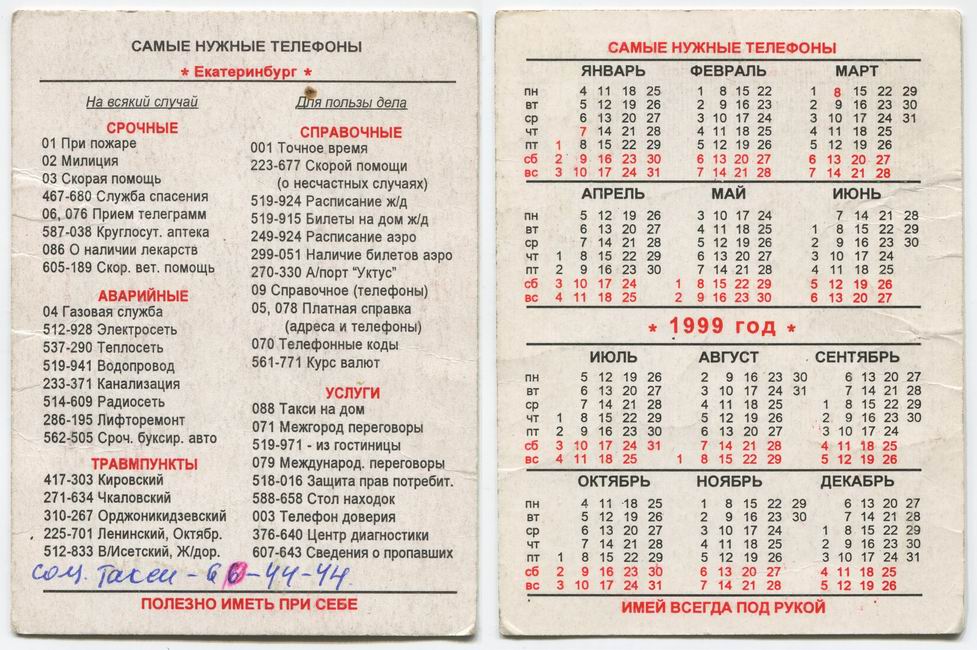 САМЫЕ НУЖНЫЕ ТЕЛЕФОНЫ
* Екатеринбург *
На всякий случай
СРОЧНЫЕ
01 При пожаре
02 Милиция
03 Скорая помощь
467-680 Служба спасения
06, 076 Прием телеграмм
587-038 Круглосут. аптека
086 О наличии лекарств
605-189 Скор. вет. помощь
АВАРИЙНЫЕ
04 Газовая служба
512-928 Электросеть
537-290 Теплосеть
519-941 Водопровод
233-371 Канализация
514-609 Радиосеть
286-195 Лифторемонт
562-505 Сроч. буксир. авто
ТРАВМПУНКТЫ
417-303 Кировский
271-634 Чкаловский
310-267 Орджоникидзевский
225-701 Ленинский, Октябр.
512-833 В/Исетский, Ж/дор.
Для пользы дела
СПРАВОЧНЫЕ
001 Точное время
223-677 Скорой помощи
(о несчастных случаях)
519-924 Расписание ж/д
519-915 Билеты на дом ж/д
249-924 Расписание аэро
299-051 Наличие билетов аэро
270-330 А/порт "Уктус"
09 Справочное (телефоны)
05, 078 Платная справка
(адреса и телефоны)
070 Телефонные коды
561-771 Курс валют
УСЛУГИ
088 Такси на дом
071 Межгород переговоры
519-971 - из гостиницы
079 Международ. переговоры
518-016 Защита прав потребит.
588-658 Стол находок
003 Телефон доверия
376-640 Центр диагностики
607-643 Сведения о пропавших
соц. такси - 66-44-44
ПОЛЕЗНО ИМЕТЬ ПРИ СЕБЕ
САМЫЕ НУЖНЫЕ ТЕЛЕФОНЫ
ЯНВАРЬ ФЕВРАЛЬ МАРТ
пн 4 11 18 25 1 8 15 22 1 8 15 22 29
вт 5 12 19 26 2 9 16 23 2 9 16 23 30
ср 6 13 20 27 3 10 17 24 3 10 17 24 31
чт 7 14 21 28 4 11 18 25 4 11 18 25
пт 1 8 15 22 29 5 12 19 26 5 12 19 26
сб 2 9 16 23 30 6 13 20 27 6 13 20 27
вс 3 10 17 24 31 7 14 21 28 7 14 21 28
АПРЕЛЬ МАЙ ИЮНЬ
пн 5 12 19 26 3 10 17 24 7 14 21 28
вт 6 13 20 27 4 11 18 25 1 8 15 22 29
ср 7 14 21 28 5 12 19 26 2 9 16 23 30
чт 1 8 15 22 29 6 13 20 27 3 10 17 24
пт 2 9 16 23 30 7 14 21 28 4 11 18 25
сб 3 10 17 24 1 8 15 22 29 5 12 19 26
вс 4 11 18 25 2 9 16 23 30 6 13 20 27
* 1999 год *
ИЮЛЬ АВГУСТ СЕНТЯБРЬ
пн 5 12 19 26 2 9 16 23 30 6 13 20 27
вт 6 13 20 27 3 10 17 24 31 7 14 21 28
ср 7 14 21 28 4 11 18 25 1 8 15 22 29
чт 1 8 15 22 29 5 12 19 26 2 9 16 23 30
пт 2 9 16 23 30 6 13 20 27 3 10 17 24
сб 3 10 17 24 31 7 14 21 28 4 11 18 25
вс 4 11 18 25 1 8 15 22 29 5 12 19 26
ОКТЯБРЬ НОЯБРЬ ДЕКАБРЬ
пн 4 11 18 25 1 8 15 22 29 6 13 20 27
вт 5 12 19 26 2 9 16 23 30 7 14 21 28
ср 6 13 20 27 3 10 17 24 1 8 15 22 29
чт 7 14 21 28 4 11 18 25 2 9 16 23 30
пт 1 8 15 22 29 5 12 19 26 3 10 17 24 31
сб 2 9 16 23 30 6 13 20 27 4 11 18 25
вс 3 10 17 24 31 7 14 21 28 5 12 19 26
ИМЕЙ ВСЕГДА ПОД РУКОЙ